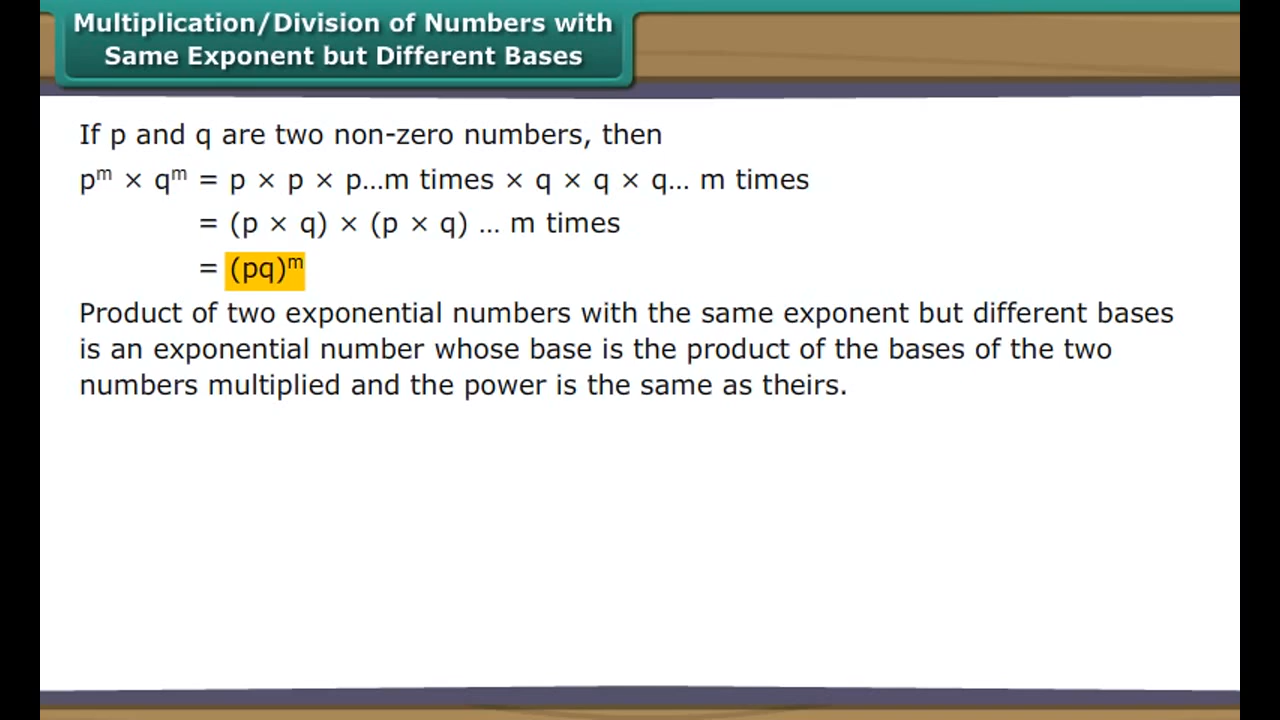 Multiplication/Division of Numbers with
Same Exponent but Different Bases
If p and q are two non-zero numbers, then
pᵐ × qᵐ = p × p × p...m times × q × q × q... m times
= (p × q) × (p × q) ... m times
= (pq)ᵐ
Product of two exponential numbers with the same exponent but different bases
is an exponential number whose base is the product of the bases of the two
numbers multiplied and the power is the same as theirs.